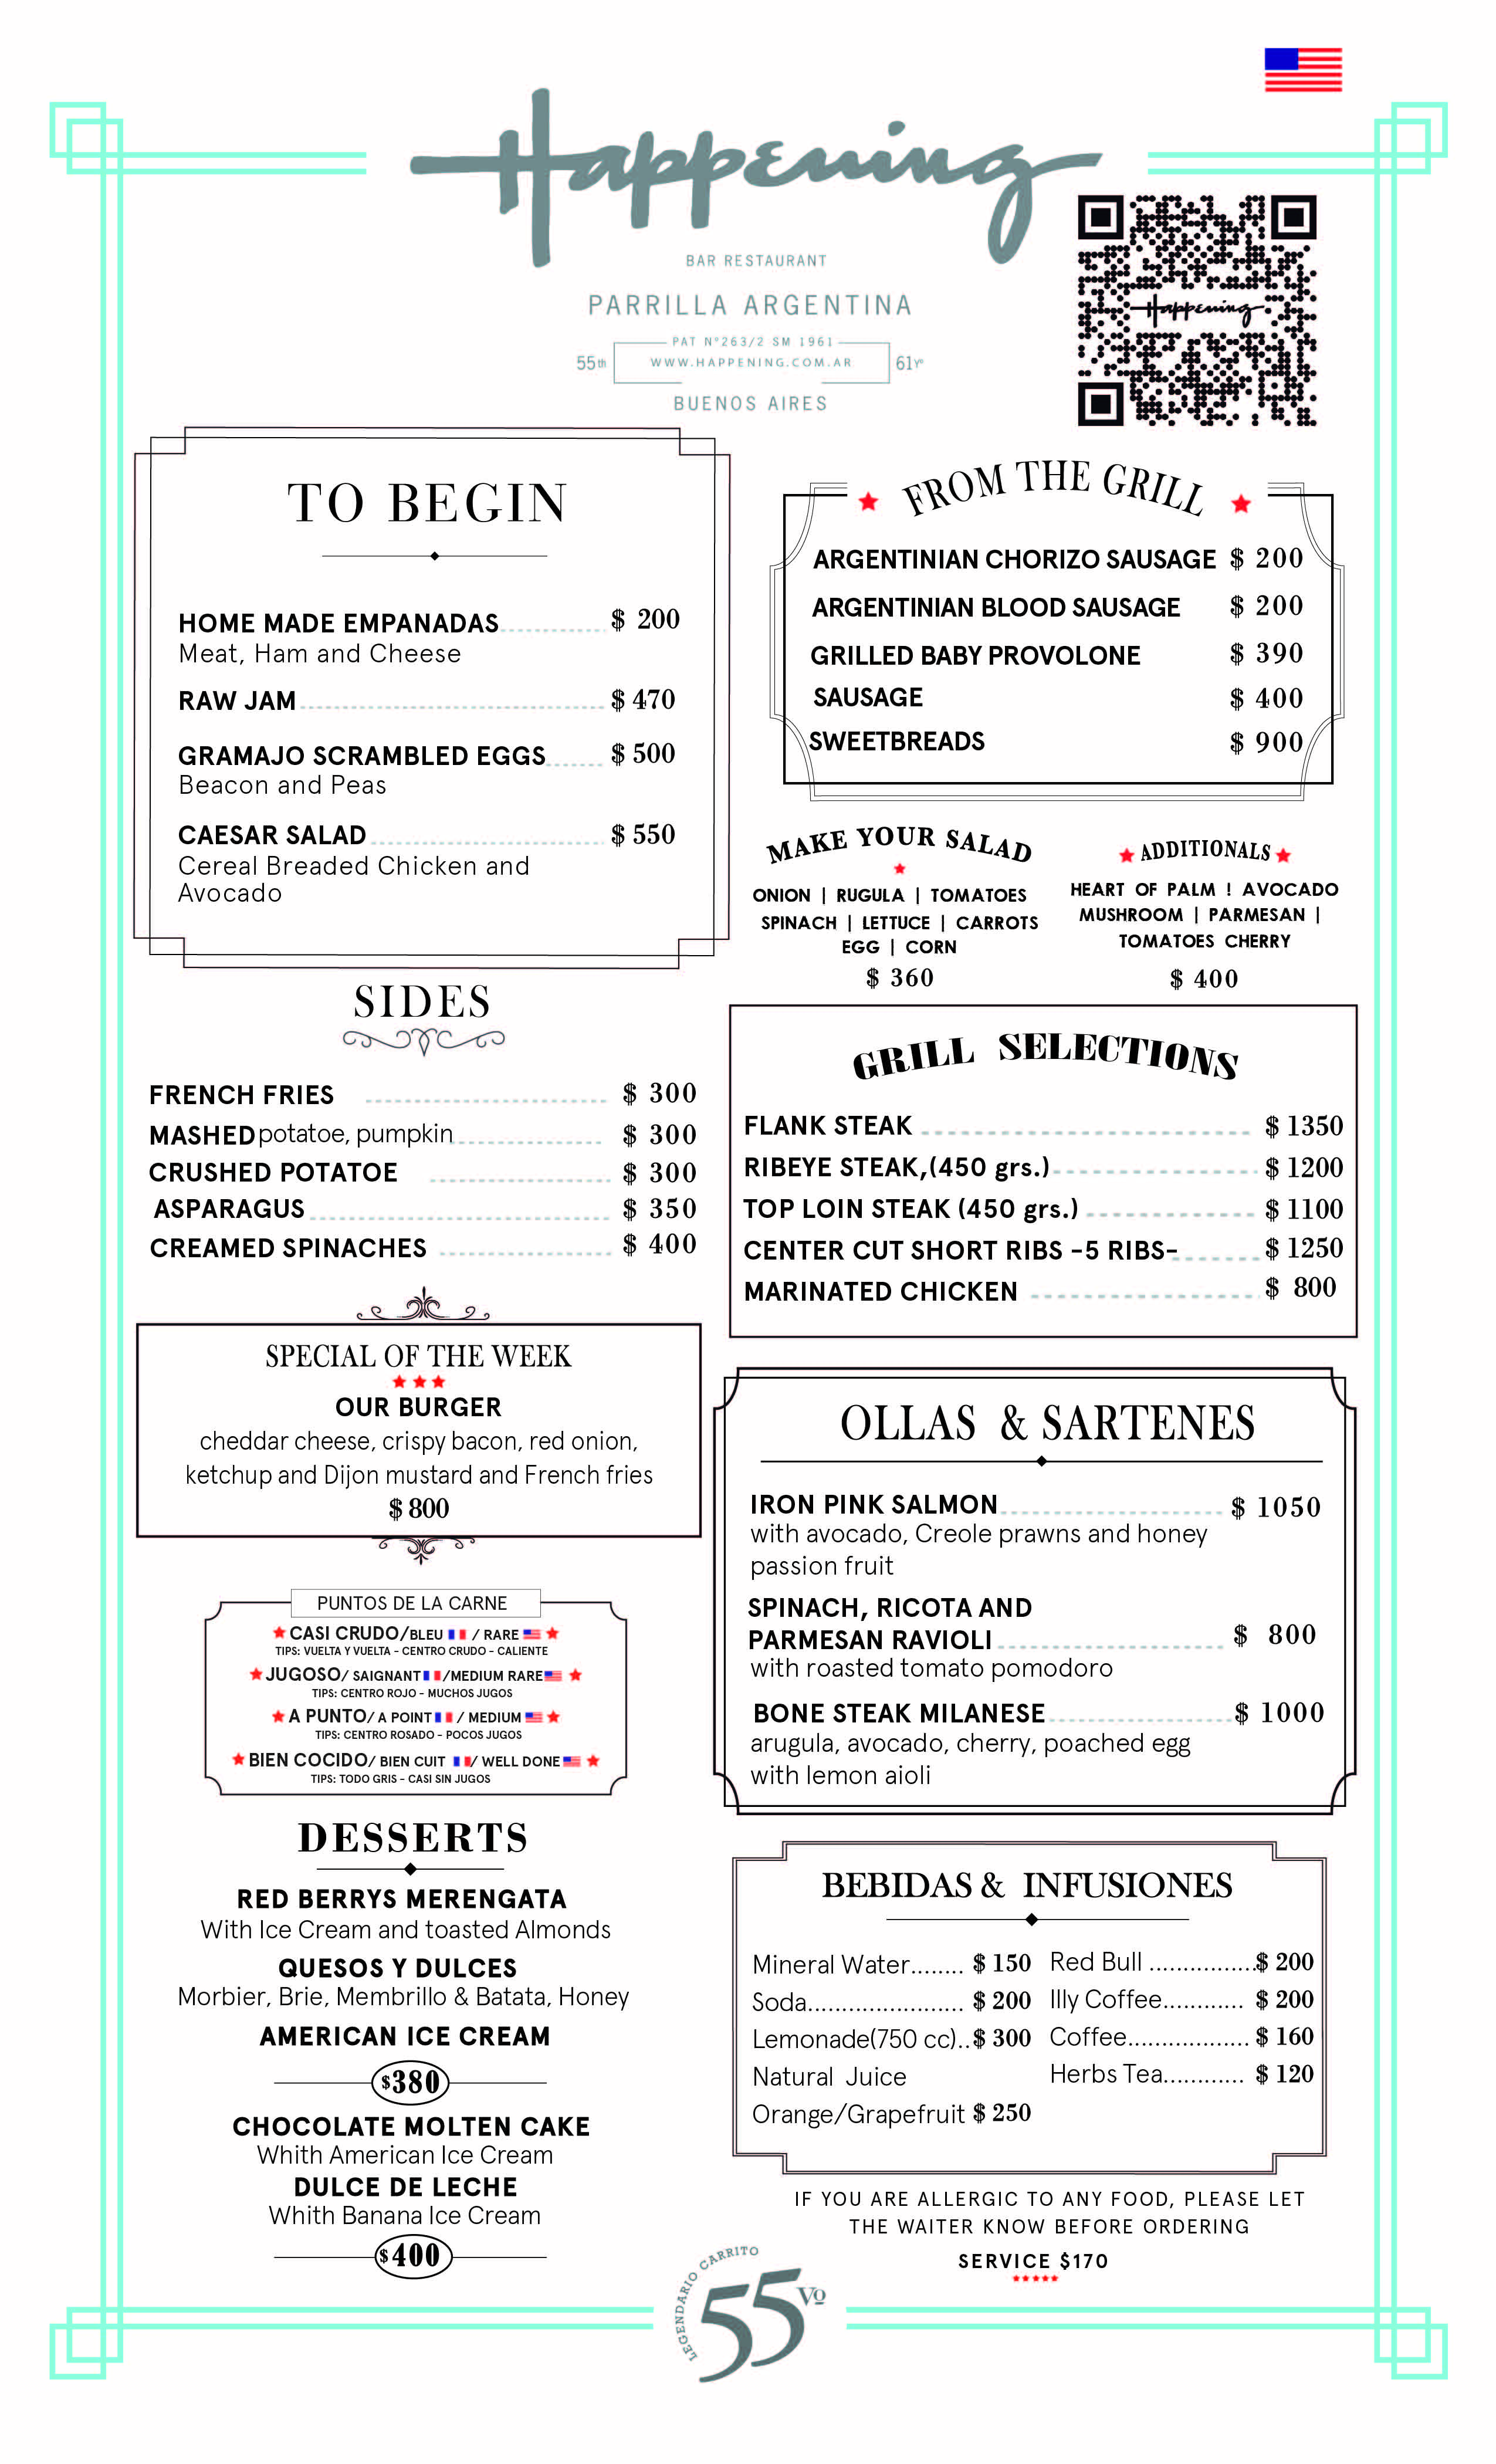 Happening
BAR RESTAURANT
PARRILLA ARGENTINA
PAT N°263/2 SM 1961
55th WWW.HAPPENING.COM.AR 61Yº
BUENOS AIRES
Happening
TO BEGIN
HOME MADE EMPANADAS $ 200
Meat, Ham and Cheese
RAW JAM $ 470
GRAMAJO SCRAMBLED EGGS $ 500
Beacon and Peas
CAESAR SALAD $ 550
Cereal Breaded Chicken and
Avocado
FROM THE GRILL
ARGENTINIAN CHORIZO SAUSAGE $ 200
ARGENTINIAN BLOOD SAUSAGE $ 200
GRILLED BABY PROVOLONE $ 390
SAUSAGE $ 400
SWEETBREADS $ 900
MAKE YOUR SALAD
ONION | RUGULA | TOMATOES
SPINACH | LETTUCE | CARROTS
EGG | CORN
$ 360
ADDITIONALS
HEART OF PALM ! AVOCADO
MUSHROOM | PARMESAN |
TOMATOES CHERRY
$ 400
SIDES
FRENCH FRIES $ 300
MASHED potatoe, pumpkin $ 300
CRUSHED POTATOE $ 300
ASPARAGUS $ 350
CREAMED SPINACHES $ 400
GRILL SELECTIONS
FLANK STEAK $ 1350
RIBEYE STEAK,(450 grs.) $ 1200
TOP LOIN STEAK (450 grs.) $ 1100
CENTER CUT SHORT RIBS -5 RIBS- $ 1250
MARINATED CHICKEN $ 800
SPECIAL OF THE WEEK
OUR BURGER
cheddar cheese, crispy bacon, red onion,
ketchup and Dijon mustard and French fries
$ 800
OLLAS & SARTENES
IRON PINK SALMON $ 1050
with avocado, Creole prawns and honey
passion fruit
SPINACH, RICOTA AND
PARMESAN RAVIOLI $ 800
with roasted tomato pomodoro
BONE STEAK MILANESE $ 1000
arugula, avocado, cherry, poached egg
with lemon aioli
PUNTOS DE LA CARNE
CASI CRUDO/BLEU / RARE
TIPS: VUELTA Y VUELTA - CENTRO CRUDO - CALIENTE
JUGOSO/ SAIGNANT /MEDIUM RARE
TIPS: CENTRO ROJO - MUCHOS JUGOS
A PUNTO/ A POINT / MEDIUM
TIPS: CENTRO ROSADO - POCOS JUGOS
BIEN COCIDO/ BIEN CUIT / WELL DONE
TIPS: TODO GRIS - CASI SIN JUGOS
DESSERTS
RED BERRYS MERENGATA
With Ice Cream and toasted Almonds
QUESOS Y DULCES
Morbier, Brie, Membrillo & Batata, Honey
AMERICAN ICE CREAM
$380
CHOCOLATE MOLTEN CAKE
Whith American Ice Cream
DULCE DE LECHE
Whith Banana Ice Cream
$400
BEBIDAS & INFUSIONES
Mineral Water........ $ 150
Soda....................... $ 200
Lemonade(750 cc)..$ 300
Natural Juice
Orange/Grapefruit $ 250
Red Bull ................$ 200
Illy Coffee............ $ 200
Coffee.................. $ 160
Herbs Tea............ $ 120
IF YOU ARE ALLERGIC TO ANY FOOD, PLEASE LET
THE WAITER KNOW BEFORE ORDERING
SERVICE $170
LEGENDARIO CARRITO
55 Vº